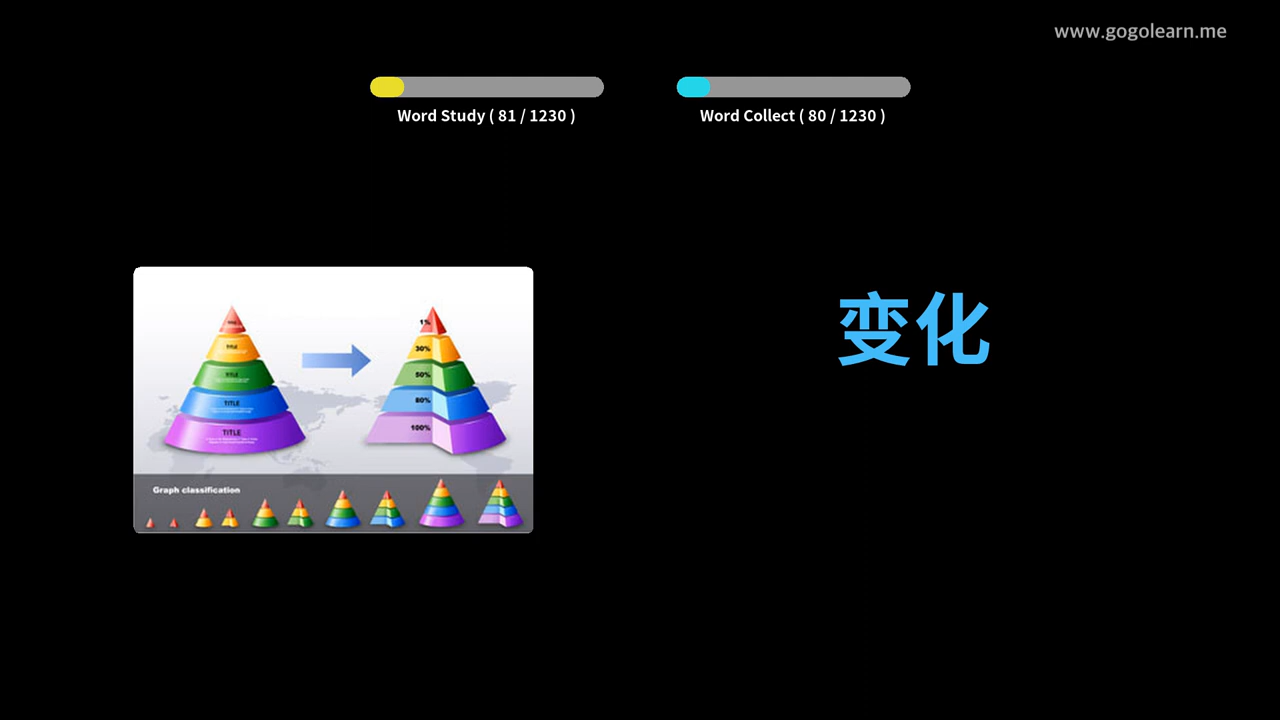 www.gogolearn.me
Word Study ( 81 / 1230 )
Word Collect ( 80 / 1230 )
变化
TITLE
TITLE
TITLE
TITLE
1%
30%
50%
80%
100%
Graph classification